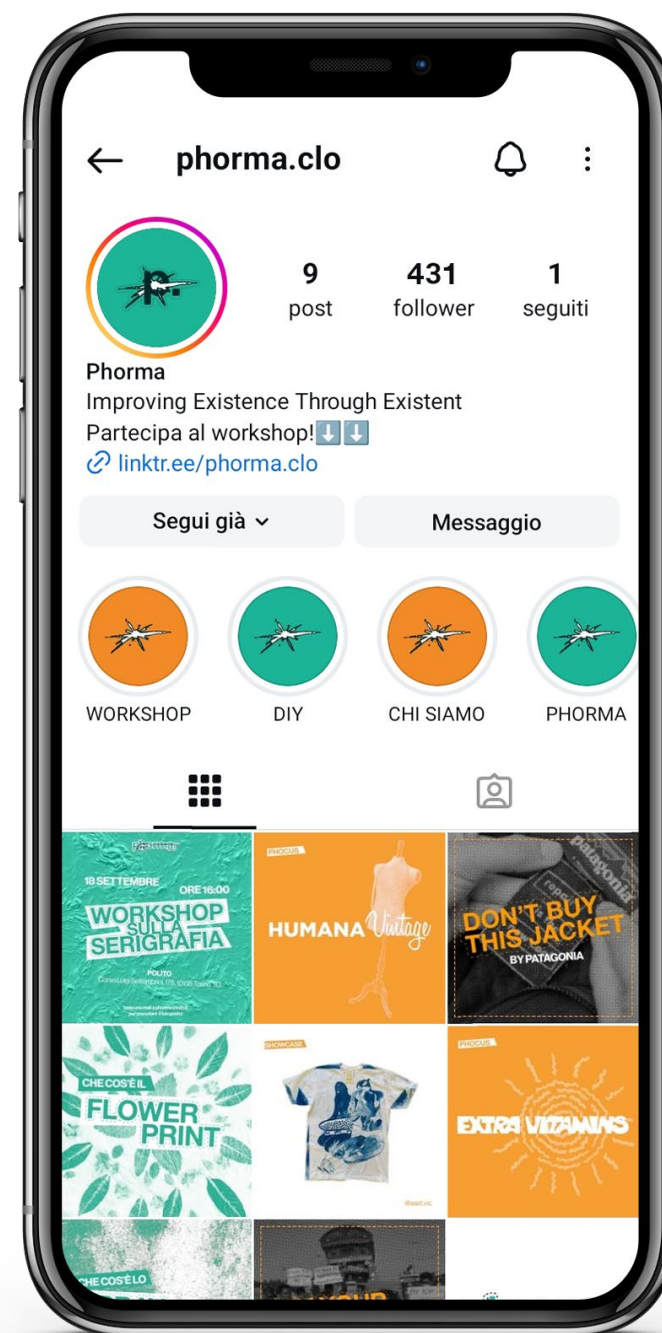 phorma.clo
p.
9
431
1
post
follower
seguiti
Phorma
Improving Existence Through Existent
Partecipa al workshop!⬇️⬇️
linktr.ee/phorma.clo
Segui già
Messaggio
WORKSHOP
DIY
CHI SIAMO
PHORMA
18 SETTEMBRE
ORE 16:00
WORKSHOP
SULLA
SERIGRAFIA
POLITO
PHOCUS
HUMANA Vintage
patagonia
DON'T BUY
THIS JACKET
BY PATAGONIA
CHE COS'È IL
FLOWER
PRINT
SHOWCASE
PHOCUS
EXTRA VITAMINS
CHE COS'È LO